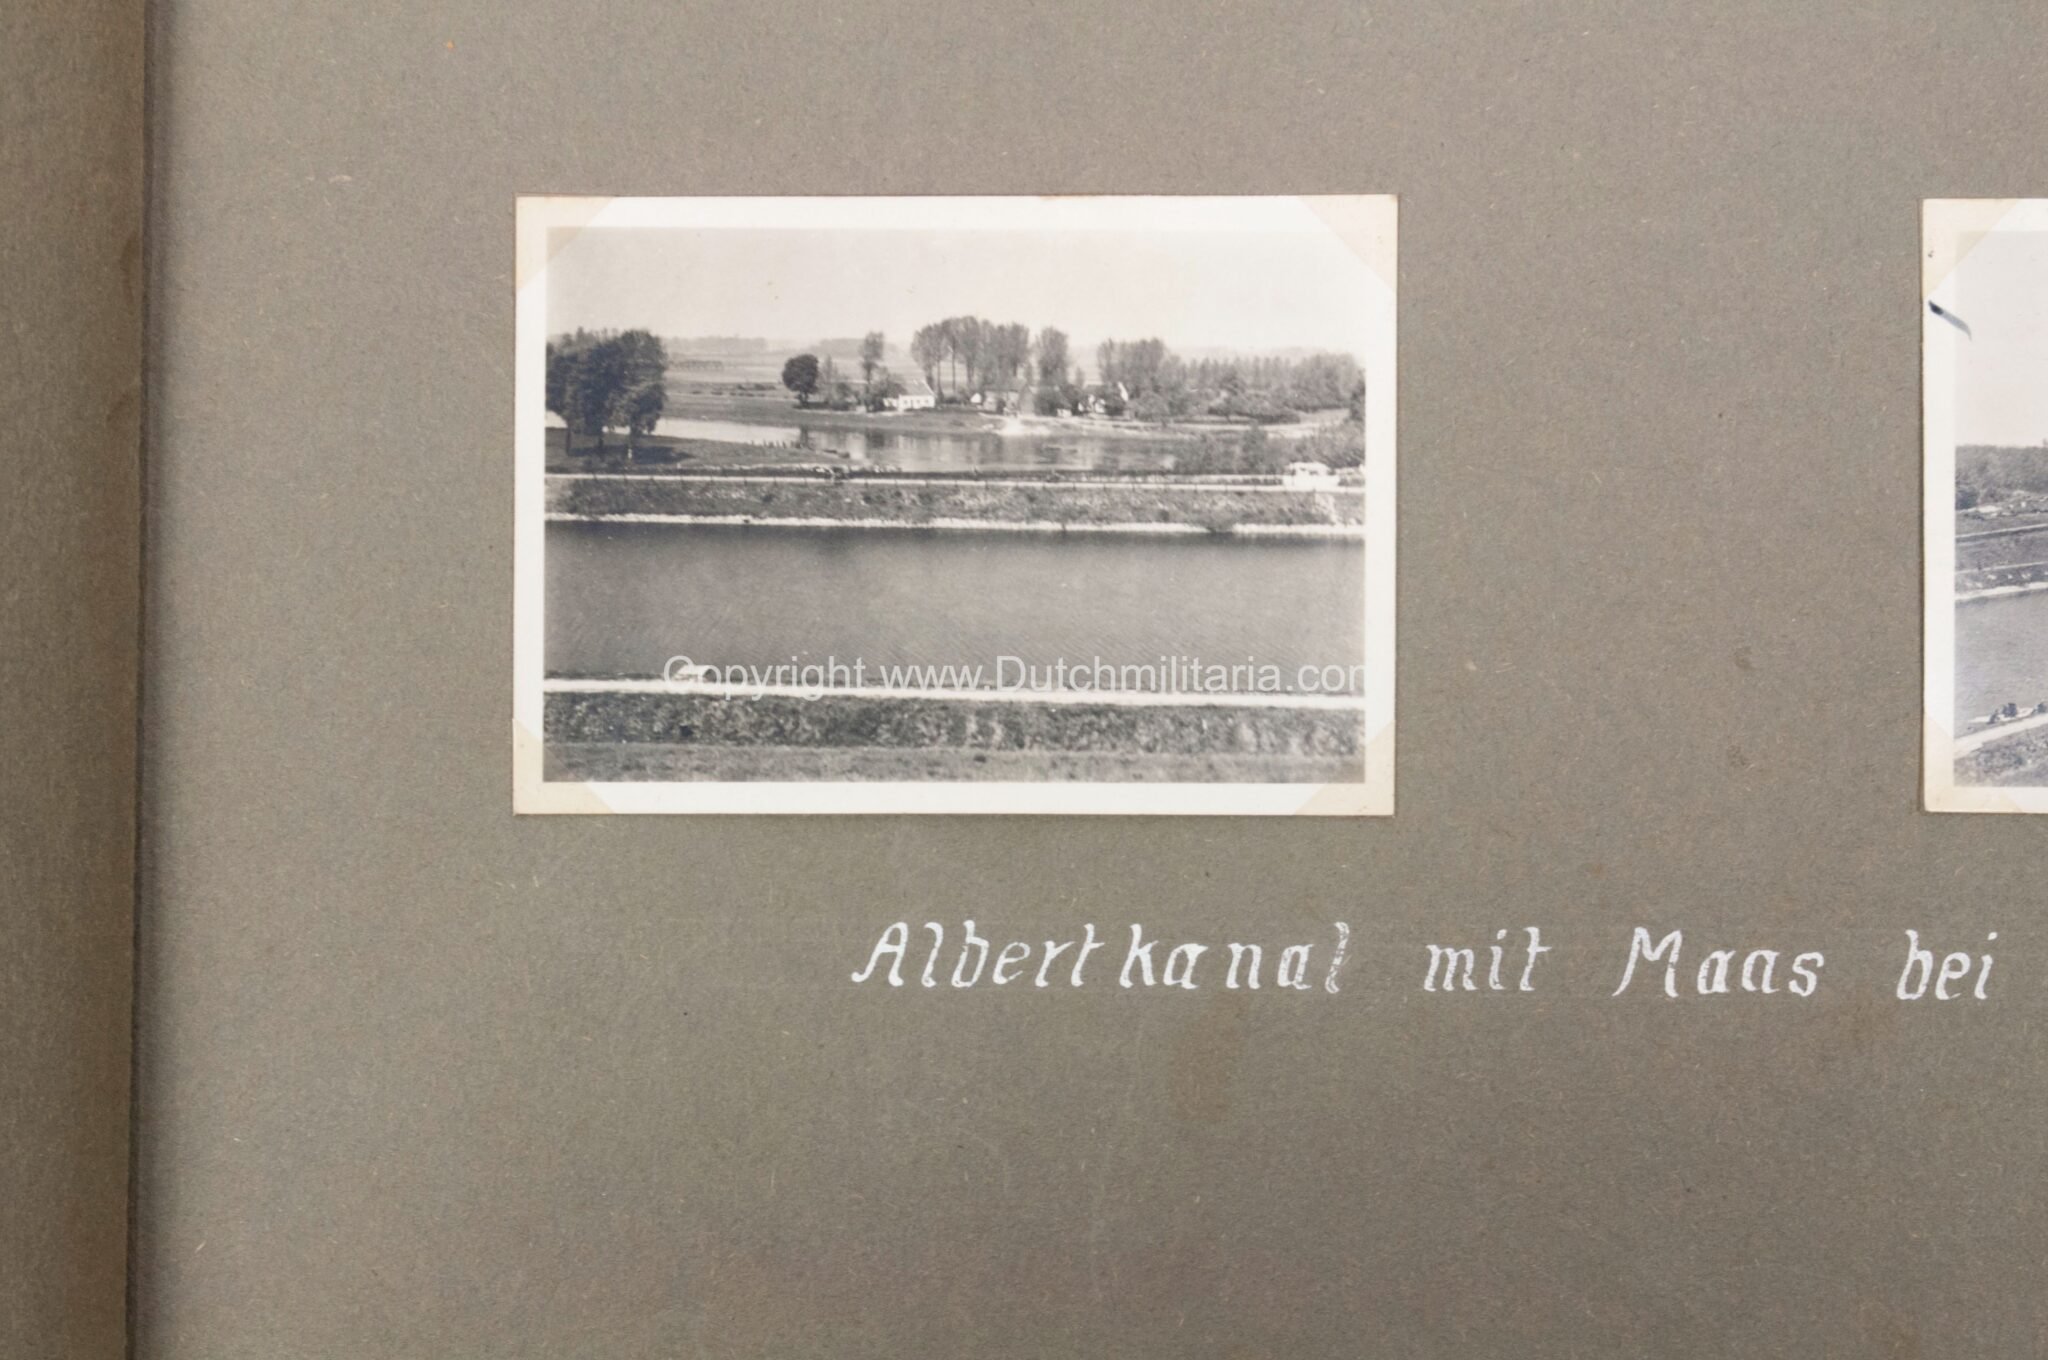 Copyright www.Dutchmilitaria.com
Albertkanal mit Maas bei